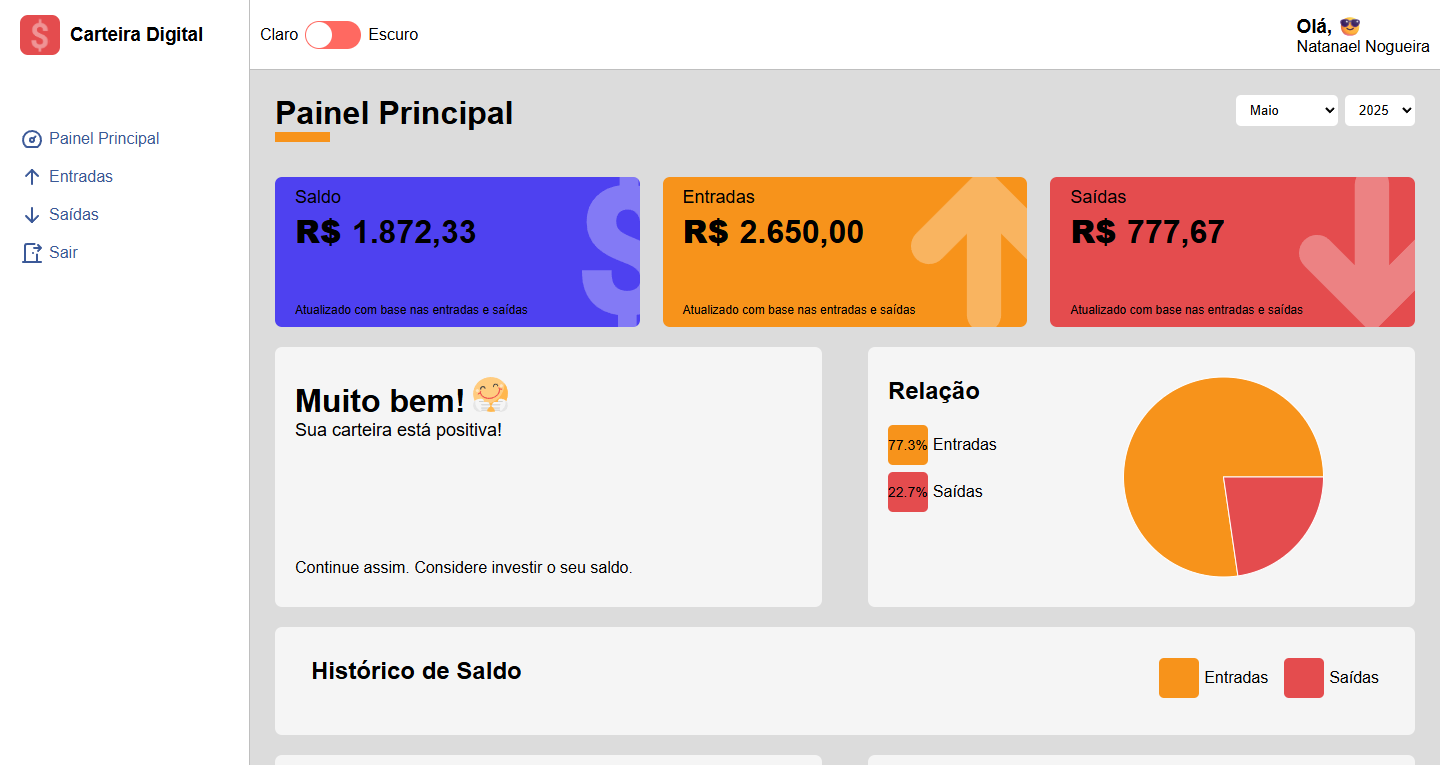 Carteira Digital
Claro
Escuro
Olá,
Natanael Nogueira
Painel Principal
Entradas
Saídas
Sair
Painel Principal
Maio
2025
Saldo
R$ 1.872,33
Atualizado com base nas entradas e saídas
Entradas
R$ 2.650,00
Atualizado com base nas entradas e saídas
Saídas
R$ 777,67
Atualizado com base nas entradas e saídas
Muito bem!
Sua carteira está positiva!
Continue assim. Considere investir o seu saldo.
Relação
77.3% Entradas
22.7% Saídas
Histórico de Saldo
Entradas
Saídas